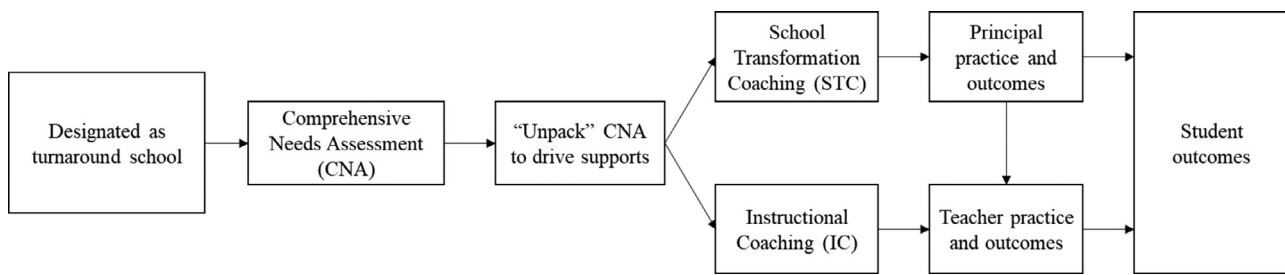 Designated as
turnaround school
Comprehensive
Needs Assessment
(CNA)
“Unpack” CNA
to drive supports
School
Transformation
Coaching (STC)
Principal
practice and
outcomes
Instructional
Coaching (IC)
Teacher practice
and outcomes
Student
outcomes